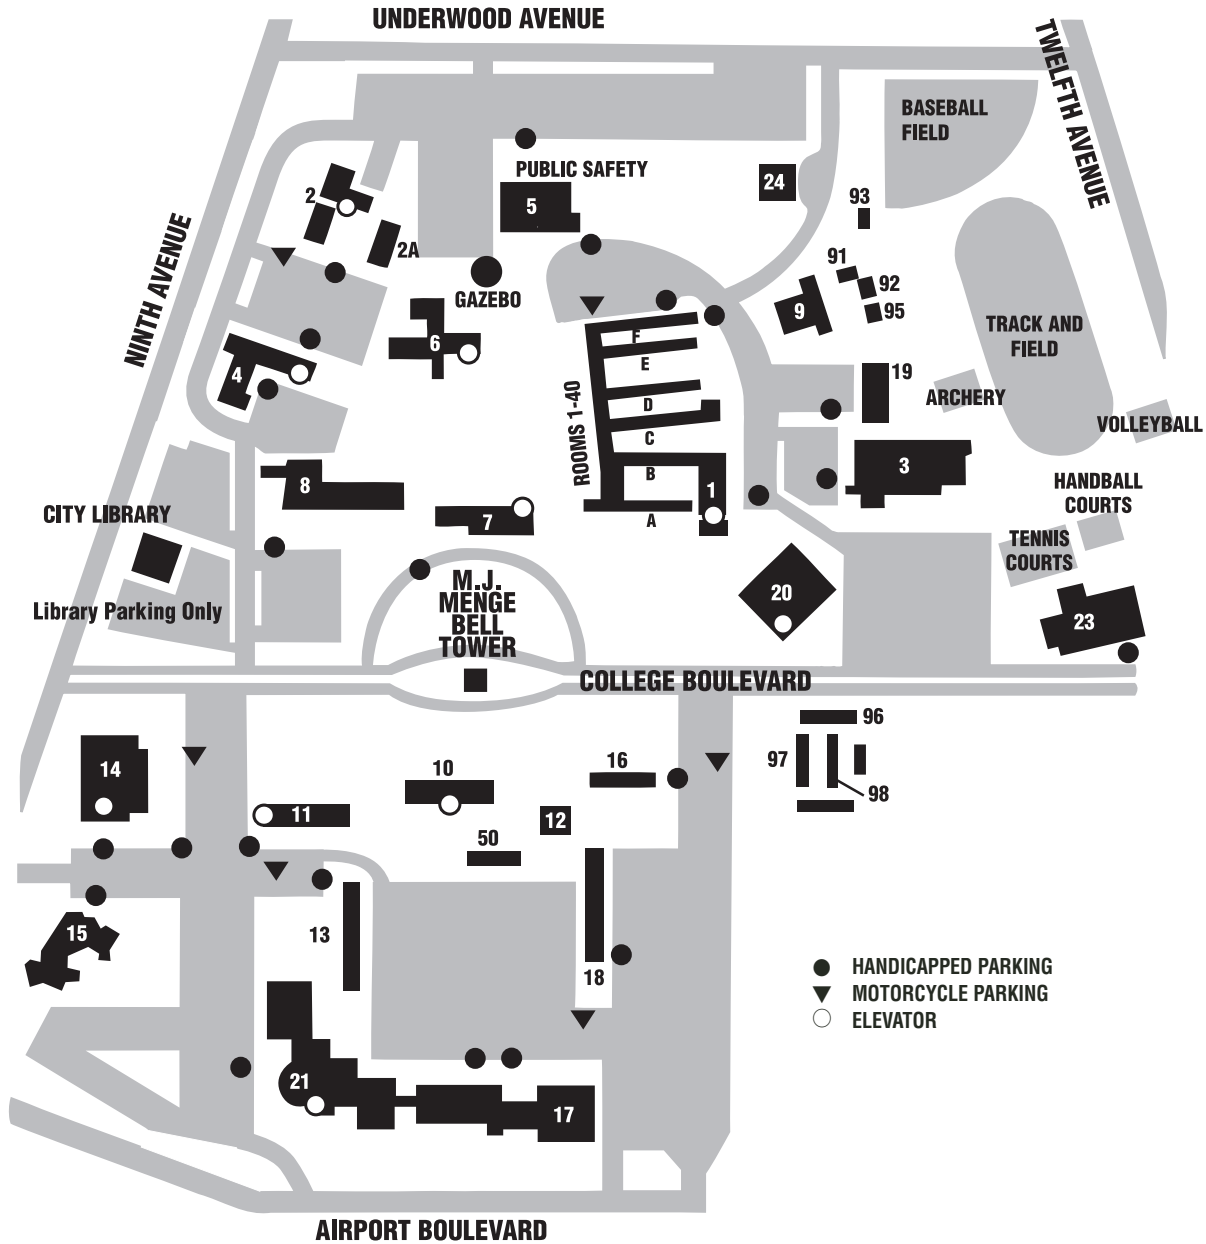 UNDERWOOD AVENUE
TWELFTH AVENUE
NINTH AVENUE
BASEBALL
FIELD
PUBLIC SAFETY
24
2
5
93
2A
91
92
GAZEBO
9
95
6
F
TRACK AND
FIELD
E
4
19
ROOMS 1-40
D
ARCHERY
VOLLEYBALL
C
3
8
B
1
HANDBALL
COURTS
CITY LIBRARY
7
A
TENNIS
COURTS
M.J.
MENGE
BELL
TOWER
20
Library Parking Only
23
COLLEGE BOULEVARD
96
14
10
16
97
98
11
12
50
15
13
18
HANDICAPPED PARKING
MOTORCYCLE PARKING
ELEVATOR
21
17
AIRPORT BOULEVARD